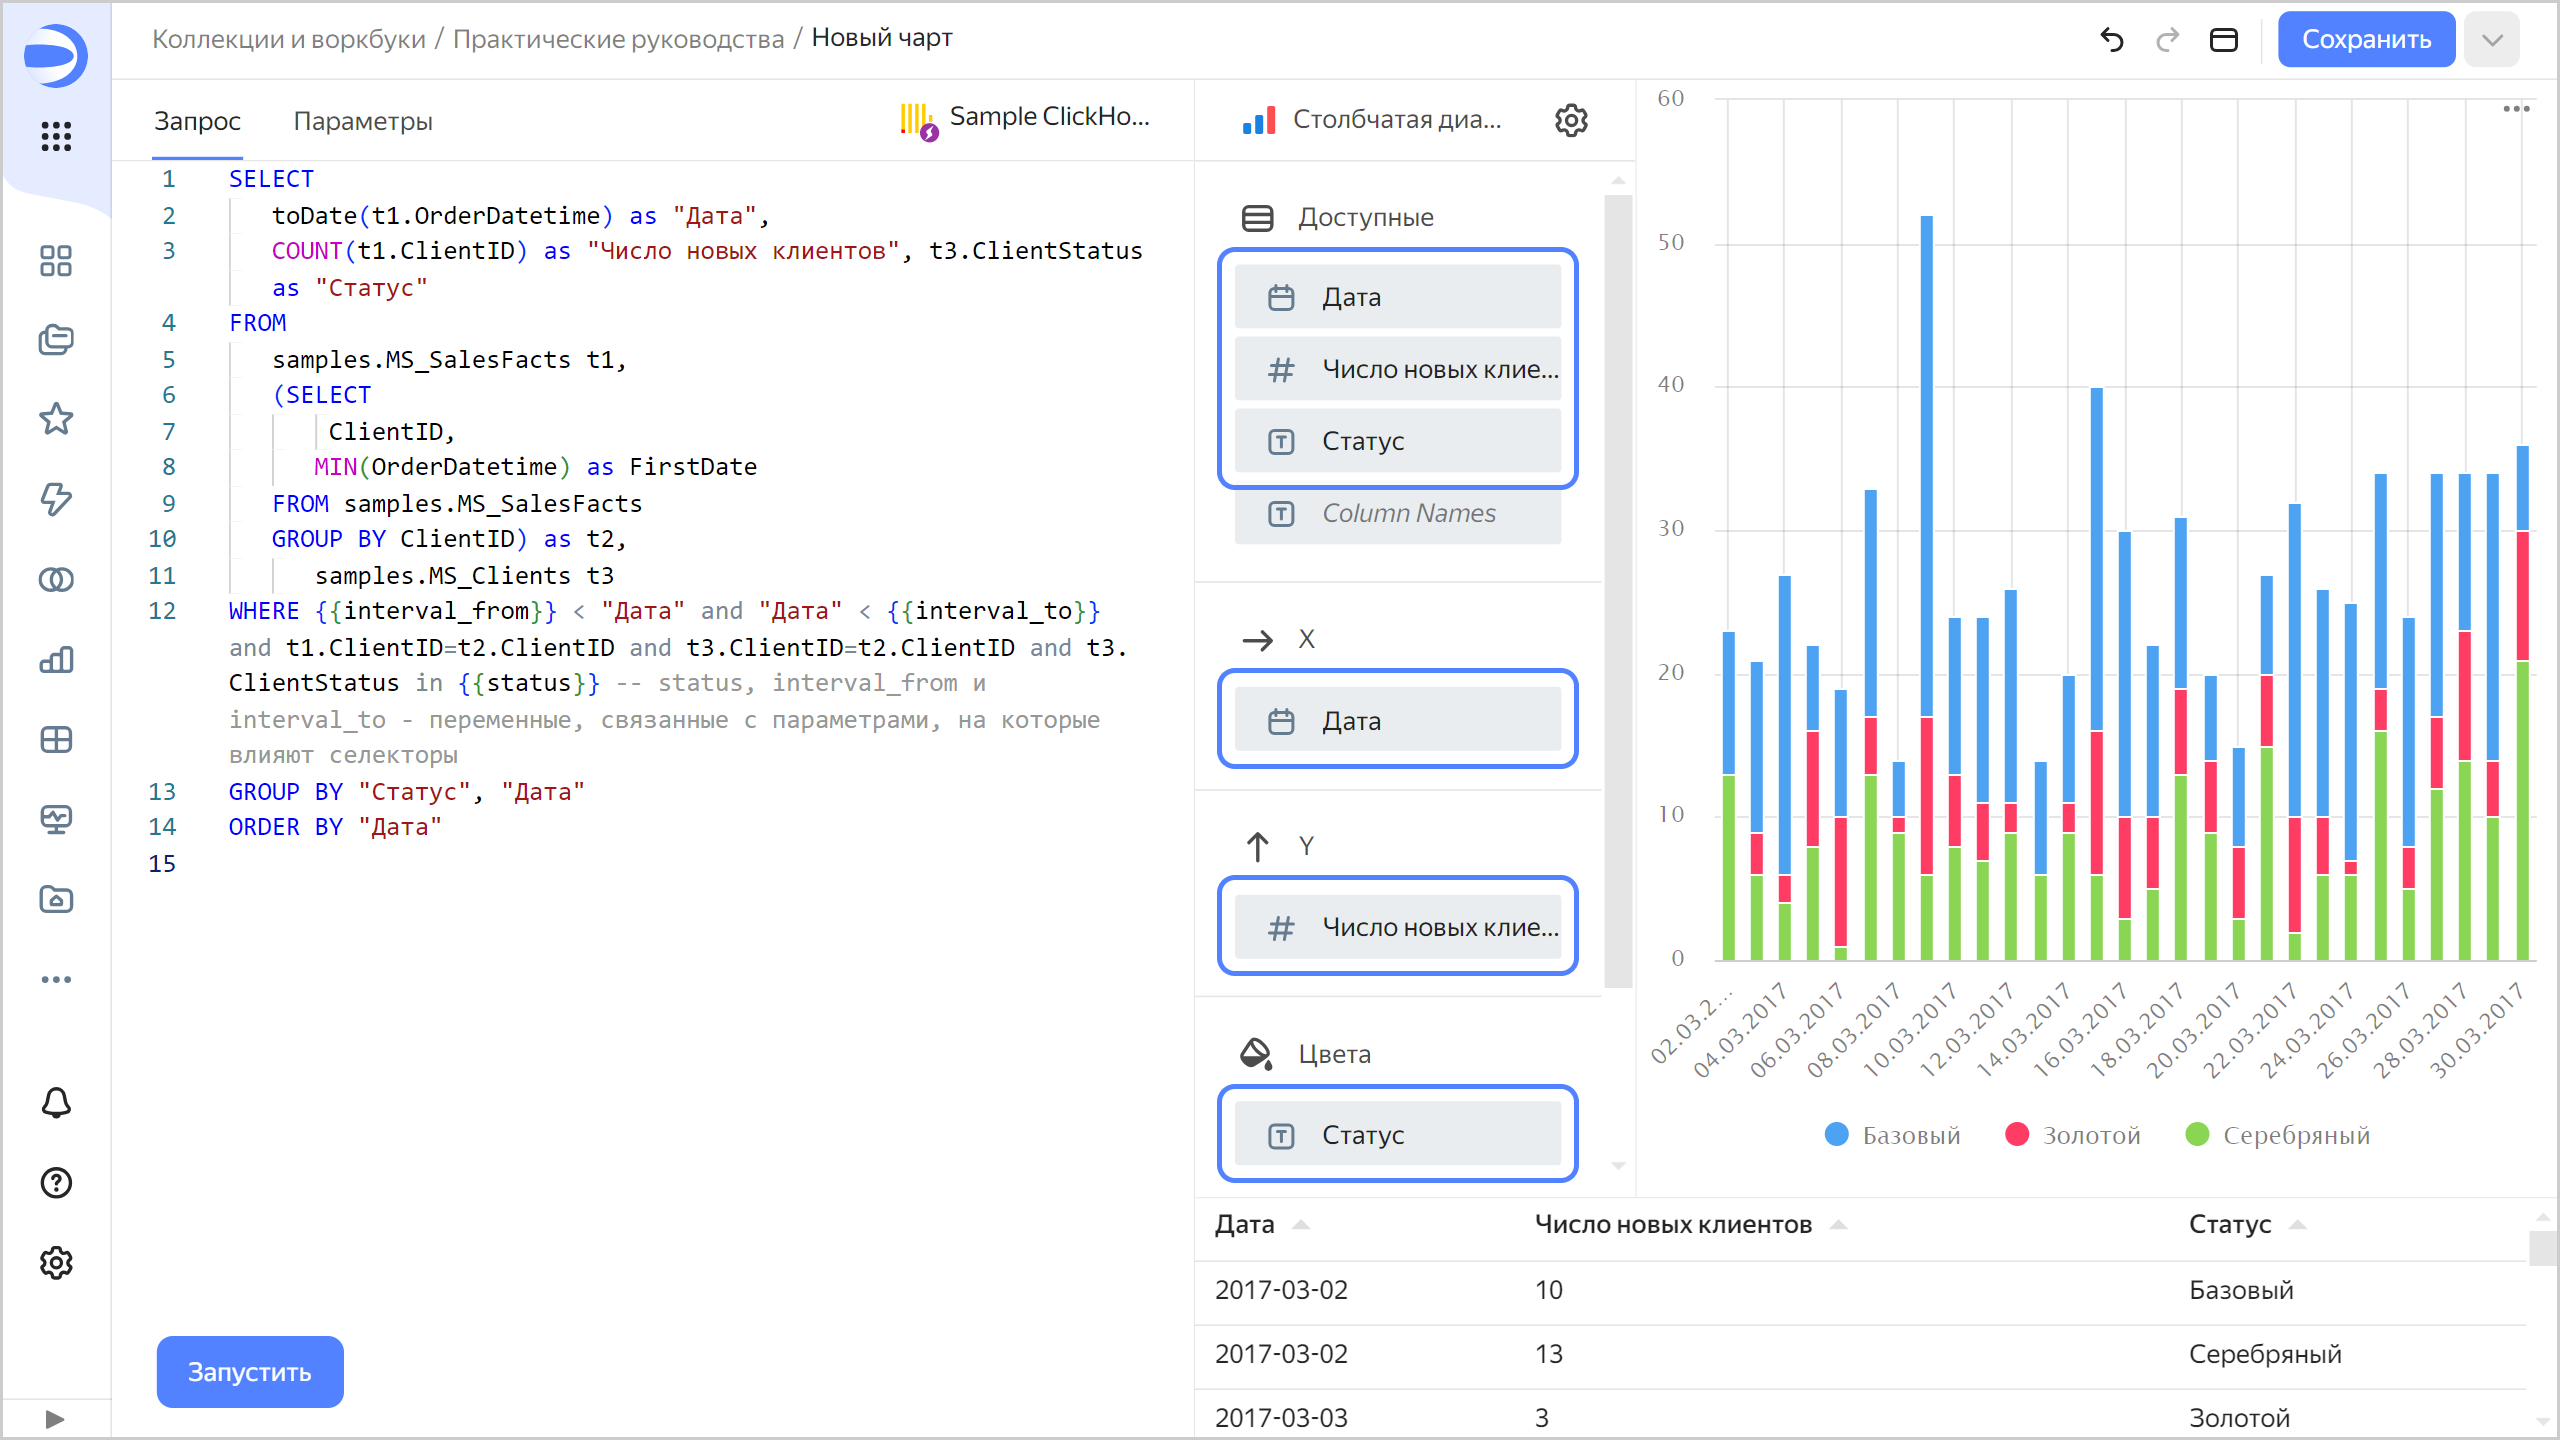 Коллекции и воркбуки / Практические руководства / Новый чарт
Сохранить
Запрос
Параметры
Sample ClickHo...
1 SELECT
2 toDate(t1.OrderDatetime) as "Дата",
3 COUNT(t1.ClientID) as "Число новых клиентов", t3.ClientStatus
as "Статус"
4 FROM
5 samples.MS_SalesFacts t1,
6 (SELECT
7 ClientID,
8 MIN(OrderDatetime) as FirstDate
9 FROM samples.MS_SalesFacts
10 GROUP BY ClientID) as t2,
11 samples.MS_Clients t3
12 WHERE {{interval_from}} < "Дата" and "Дата" < {{interval_to}}
and t1.ClientID=t2.ClientID and t3.ClientID=t2.ClientID and t3.
ClientStatus in {{status}} -- status, interval_from и
interval_to - переменные, связанные с параметрами, на которые
влияют селекторы
13 GROUP BY "Статус", "Дата"
14 ORDER BY "Дата"
15
Запустить
Столбчатая диа...
Доступные
Дата
Число новых клие...
Статус
Column Names
X
Дата
Y
Число новых клие...
Цвета
Статус
60
50
40
30
20
10
0
02.03.2...
04.03.2017
06.03.2017
08.03.2017
10.03.2017
12.03.2017
14.03.2017
16.03.2017
18.03.2017
20.03.2017
22.03.2017
24.03.2017
26.03.2017
28.03.2017
30.03.2017
Базовый Золотой Серебряный
Дата Число новых клиентов Статус
2017-03-02 10 Базовый
2017-03-02 13 Серебряный
2017-03-03 3 Золотой